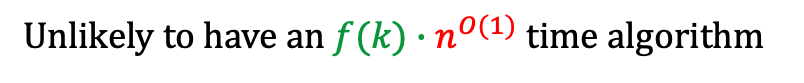 Unlikely to have an f(k) · n^O(1) time algorithm